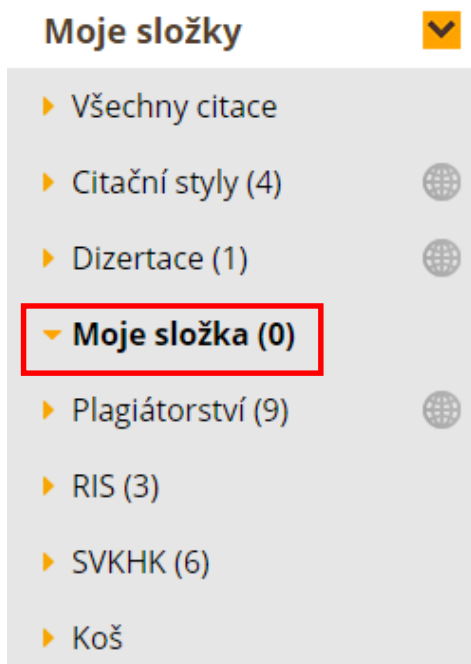 Moje složky
Všechny citace
Citační styly (4)
Dizertace (1)
Moje složka (0)
Plagiátorství (9)
RIS (3)
SVKHK (6)
Koš